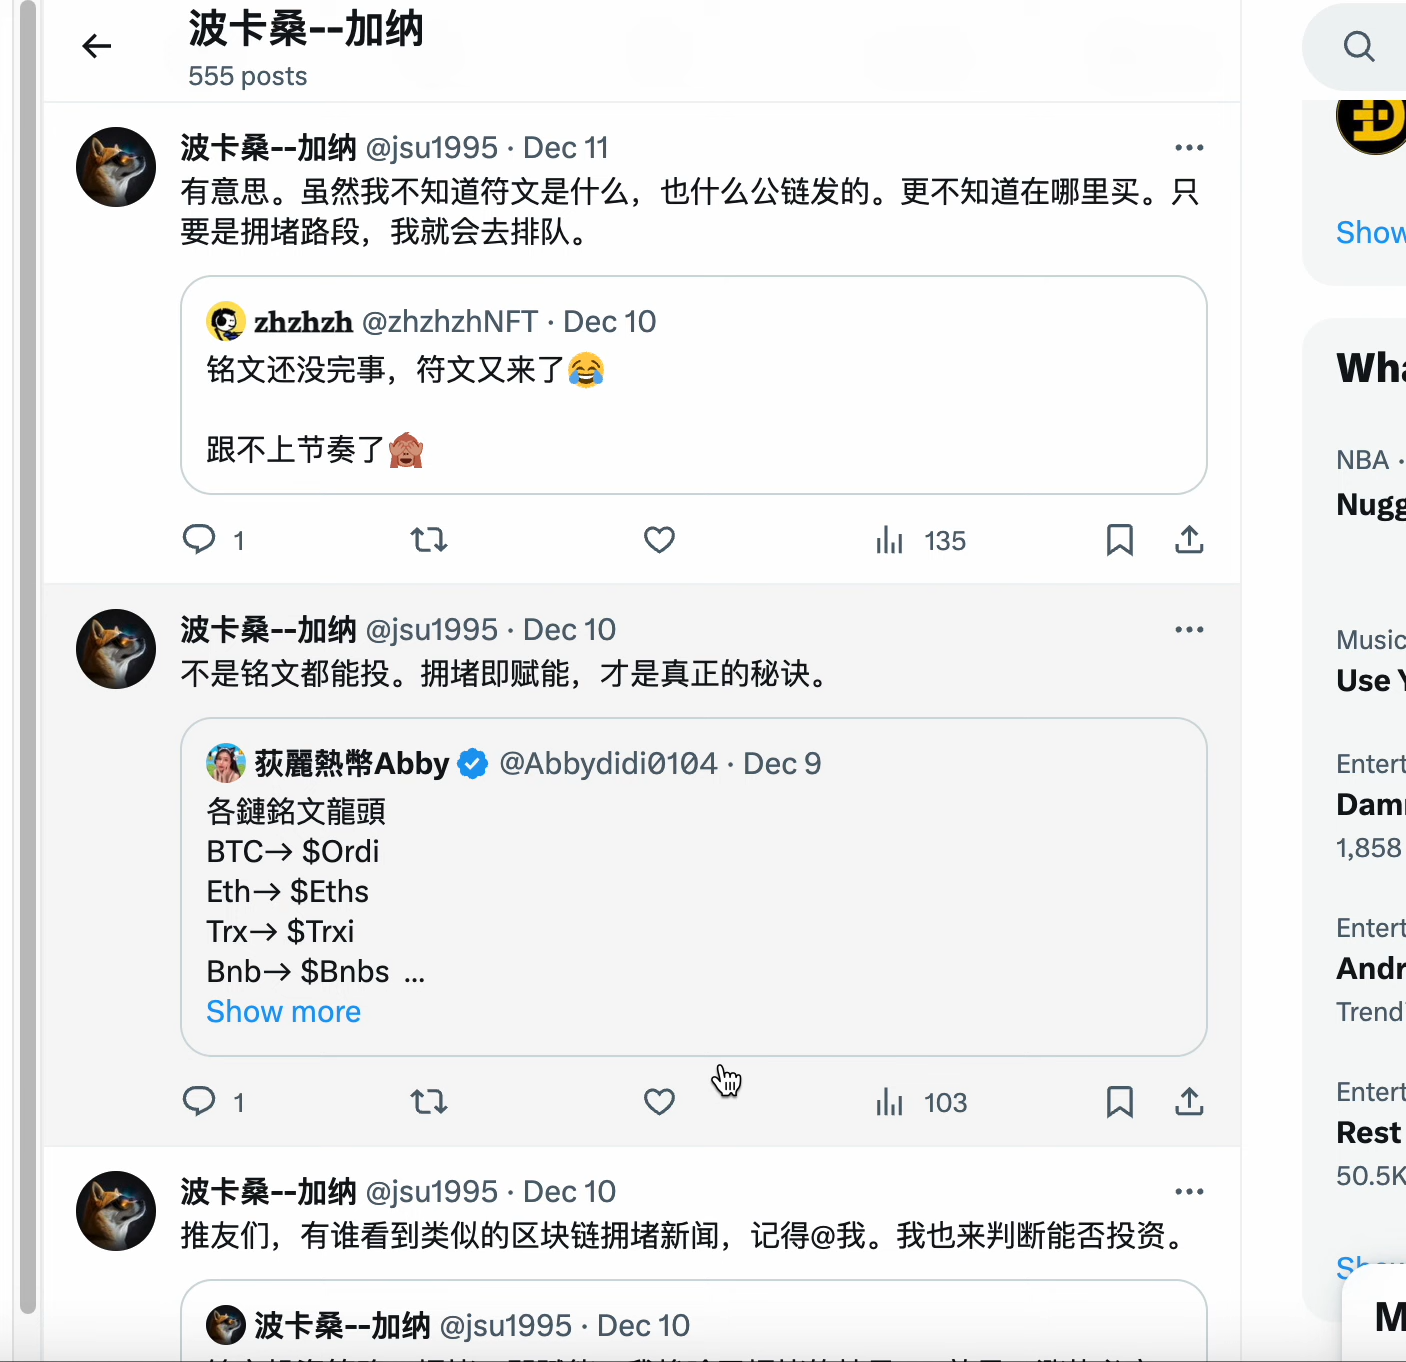 波卡桑--加纳
555 posts
波卡桑--加纳 @jsu1995 · Dec 11
有意思。虽然我不知道符文是什么，也什么公链发的。更不知道在哪里买。只
要是拥堵路段，我就会去排队。
zhzhzh @zhzhzhNFT · Dec 10
铭文还没完事，符文又来了😂
跟不上节奏了🙈
1
135
波卡桑--加纳 @jsu1995 · Dec 10
不是铭文都能投。拥堵即赋能，才是真正的秘诀。
荻麗熱幣Abby @Abbydidi0104 · Dec 9
各鏈銘文龍頭
BTC→ $Ordi
Eth→ $Eths
Trx→ $Trxi
Bnb→ $Bnbs ...
Show more
1
103
波卡桑--加纳 @jsu1995 · Dec 10
推友们，有谁看到类似的区块链拥堵新闻，记得@我。我也来判断能否投资。
波卡桑--加纳 @jsu1995 · Dec 10
Show
NBA ·
Music
Use Y
Entert
1,858
Entert
Andr
Trend
Entert
Rest
50.5K